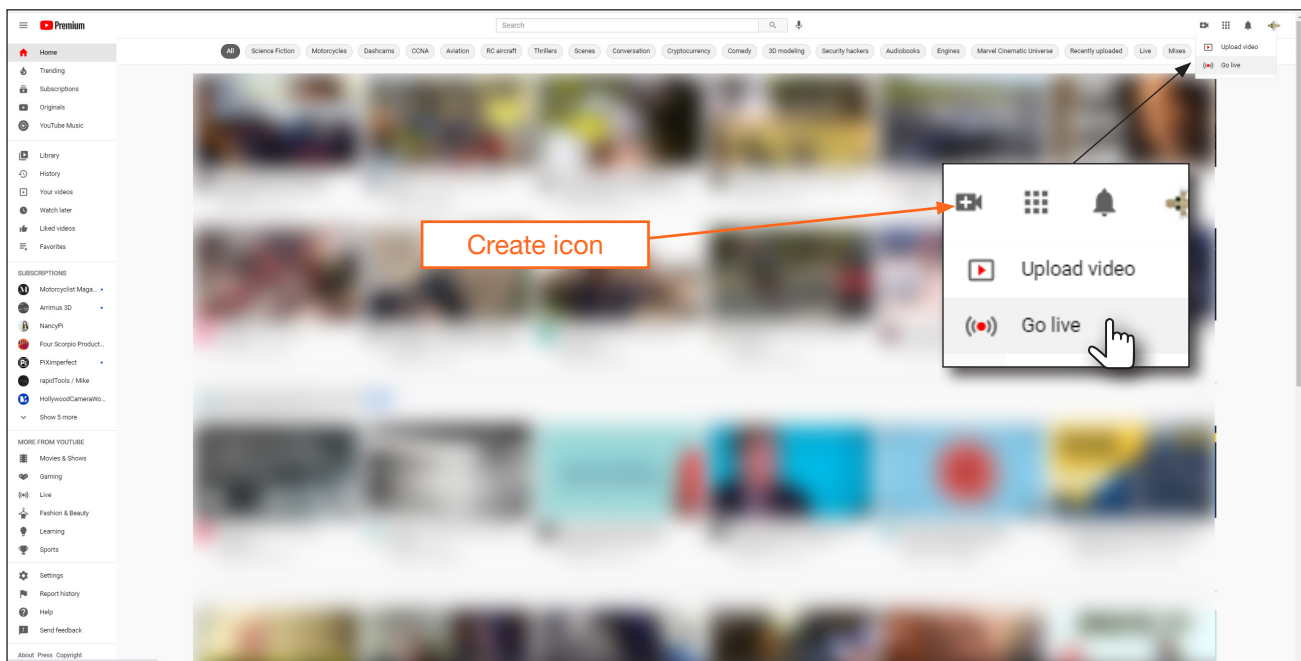 Premium
Search
Home
Trending
Subscriptions
Originals
YouTube Music
Library
History
Your videos
Watch later
Liked videos
Favorites
SUBSCRIPTIONS
Motorcyclist Maga...
Arrimus 3D
NancyPi
Four Scorpio Product...
PiXimperfect
rapidTools / Mike
HollywoodCameraWo...
Show 5 more
MORE FROM YOUTUBE
Movies & Shows
Gaming
Live
Fashion & Beauty
Learning
Sports
Settings
Report history
Help
Send feedback
About Press Copyright
All Science Fiction Motorcycles Dashcams CCNA Aviation RC aircraft Thrillers Scenes Conversation Cryptocurrency Comedy 3D modeling Security hackers Audiobooks Engines Marvel Cinematic Universe Recently uploaded Live Mixes
Upload video
Go live
Create icon
Upload video
Go live